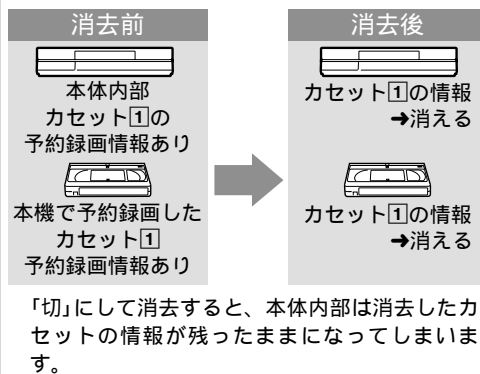 消去前
本体内部
カセット1の
予約録画情報あり
本機で予約録画した
カセット1
予約録画情報あり
消去後
カセット1の情報
➜消える
カセット1の情報
➜消える
「切」にして消去すると、本体内部は消去したカ
セットの情報が残ったままになってしまいま
す。